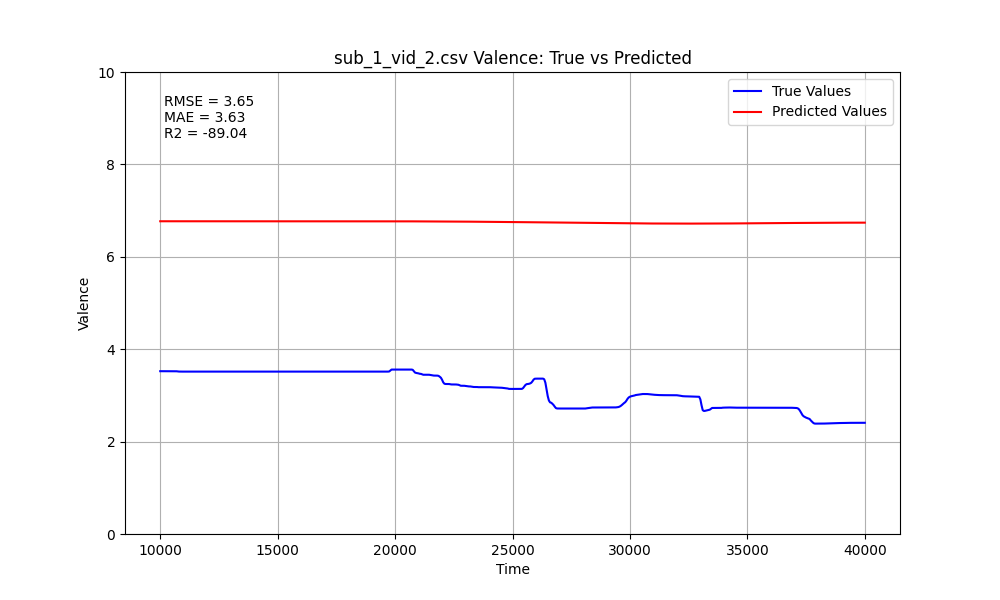 sub_1_vid_2.csv Valence: True vs Predicted
RMSE = 3.65
MAE = 3.63
R2 = -89.04
True Values
Predicted Values
Valence
10
8
6
4
2
0
10000 15000 20000 25000 30000 35000 40000
Time